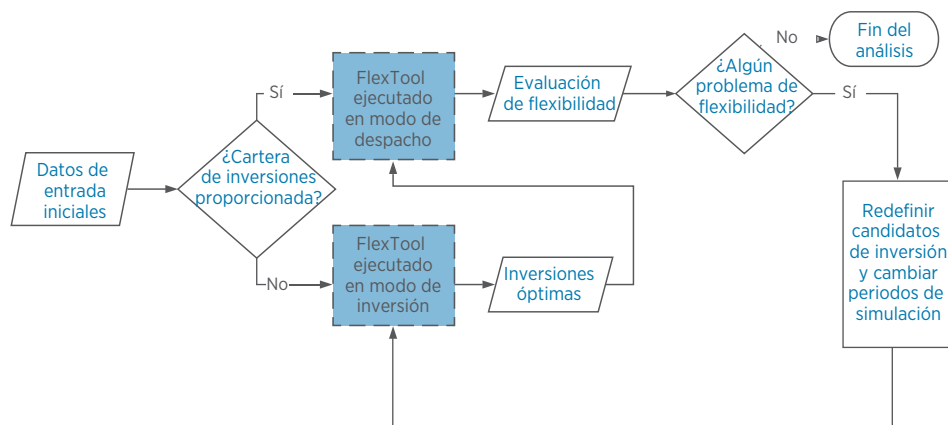 Datos de
entrada
iniciales
¿Cartera
de inversiones
proporcionada?
Sí
No
FlexTool
ejecutado
en modo de
despacho
FlexTool
ejecutado
en modo de
inversión
Evaluación
de flexibilidad
Inversiones
óptimas
¿Algún
problema de
flexibilidad?
No
Fin del
análisis
Sí
Redefinir
candidatos
de inversión
y cambiar
periodos de
simulación